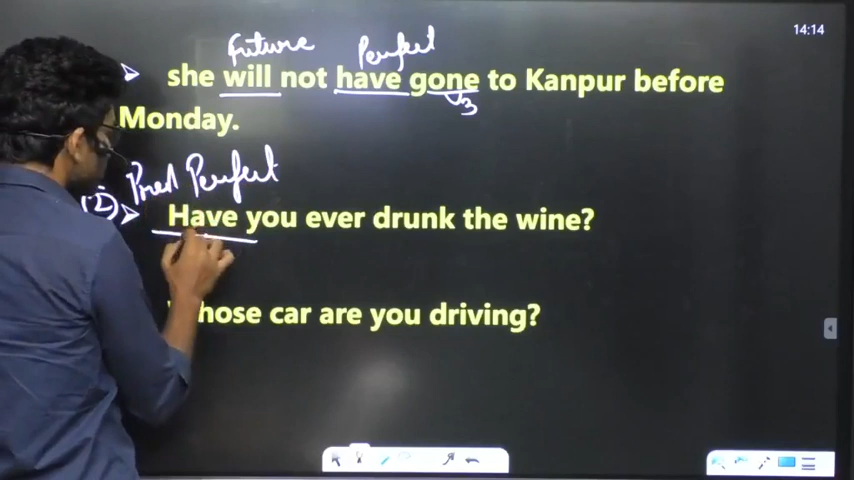 14:14
Future Perfect
she will not have gone to Kanpur before
V3
Monday.
(2) Pres Perfect
Have you ever drunk the wine?
hose car are you driving?